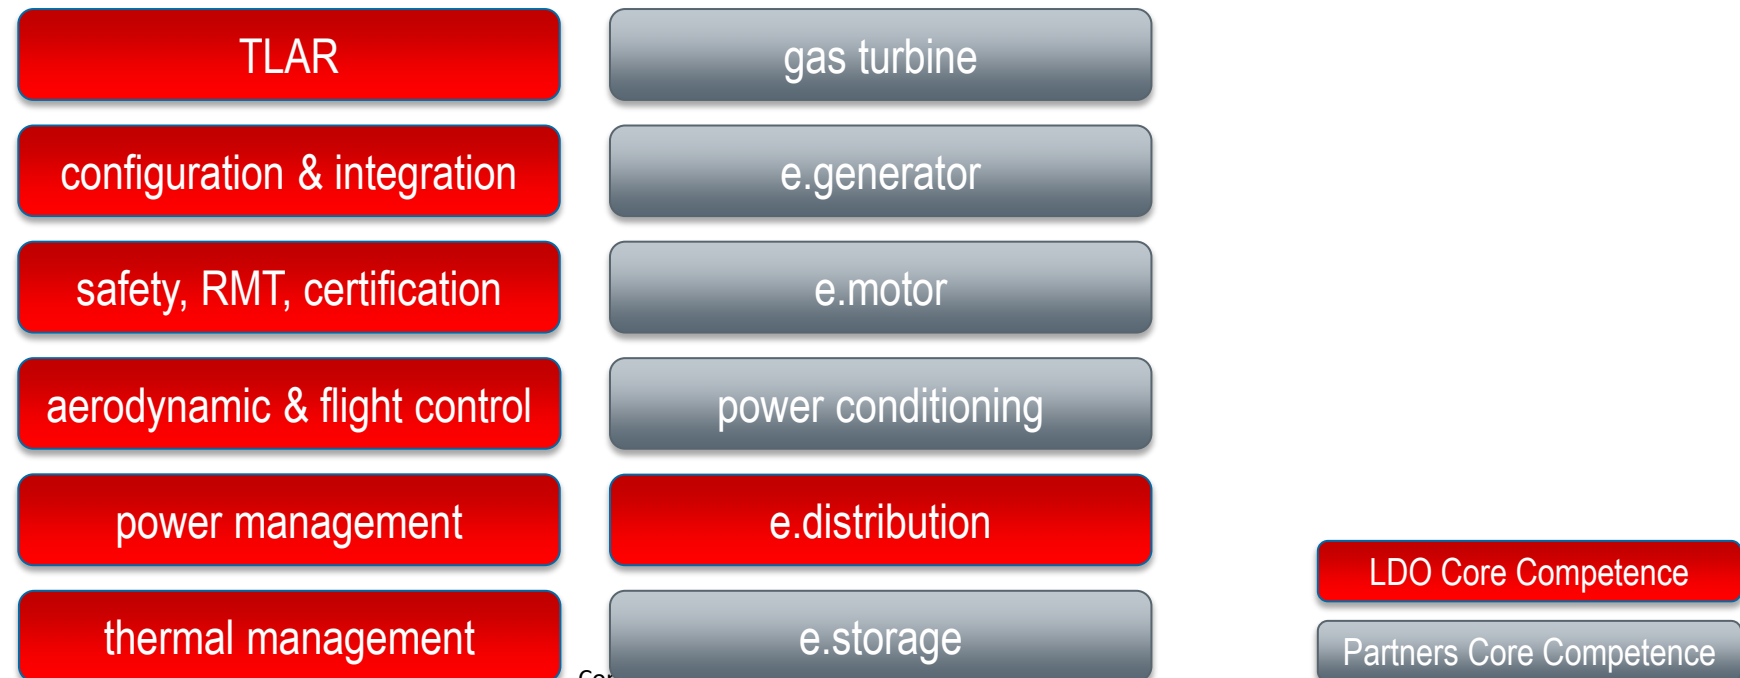 TLAR
configuration & integration
safety, RMT, certification
aerodynamic & flight control
power management
thermal management
gas turbine
e.generator
e.motor
power conditioning
e.distribution
e.storage
LDO Core Competence
Partners Core Competence